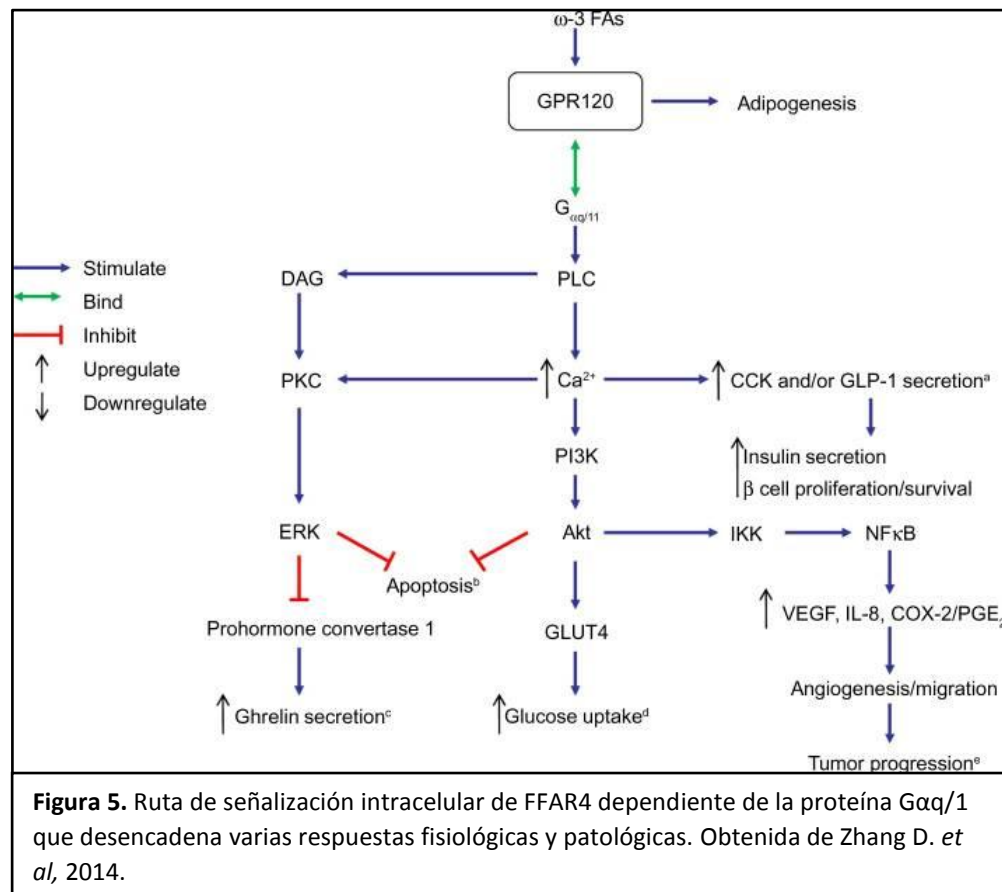 ω-3 FAs
GPR120
Adipogenesis
Gαq/11
Stimulate
Bind
Inhibit
Upregulate
Downregulate
DAG
PLC
PKC
Ca²⁺
CCK and/or GLP-1 secretionᵃ
PI3K
Insulin secretion
β cell proliferation/survival
ERK
Akt
IKK
NFκB
Apoptosisᵇ
Prohormone convertase 1
GLUT4
VEGF, IL-8, COX-2/PGE₂
Angiogenesis/migration
Ghrelin secretionᶜ
Glucose uptakeᵈ
Tumor progressionᵉ
Figura 5. Ruta de señalización intracelular de FFAR4 dependiente de la proteína Gαq/1
que desencadena varias respuestas fisiológicas y patológicas. Obtenida de Zhang D. et
al, 2014.